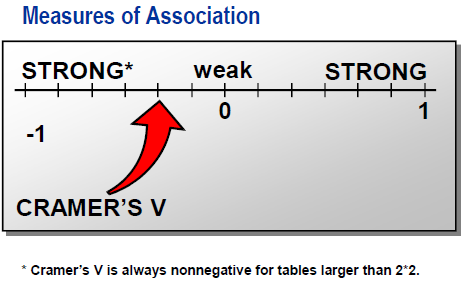 Measures of Association
STRONG* weak STRONG
0 1
-1
CRAMER'S V
* Cramer's V is always nonnegative for tables larger than 2*2.